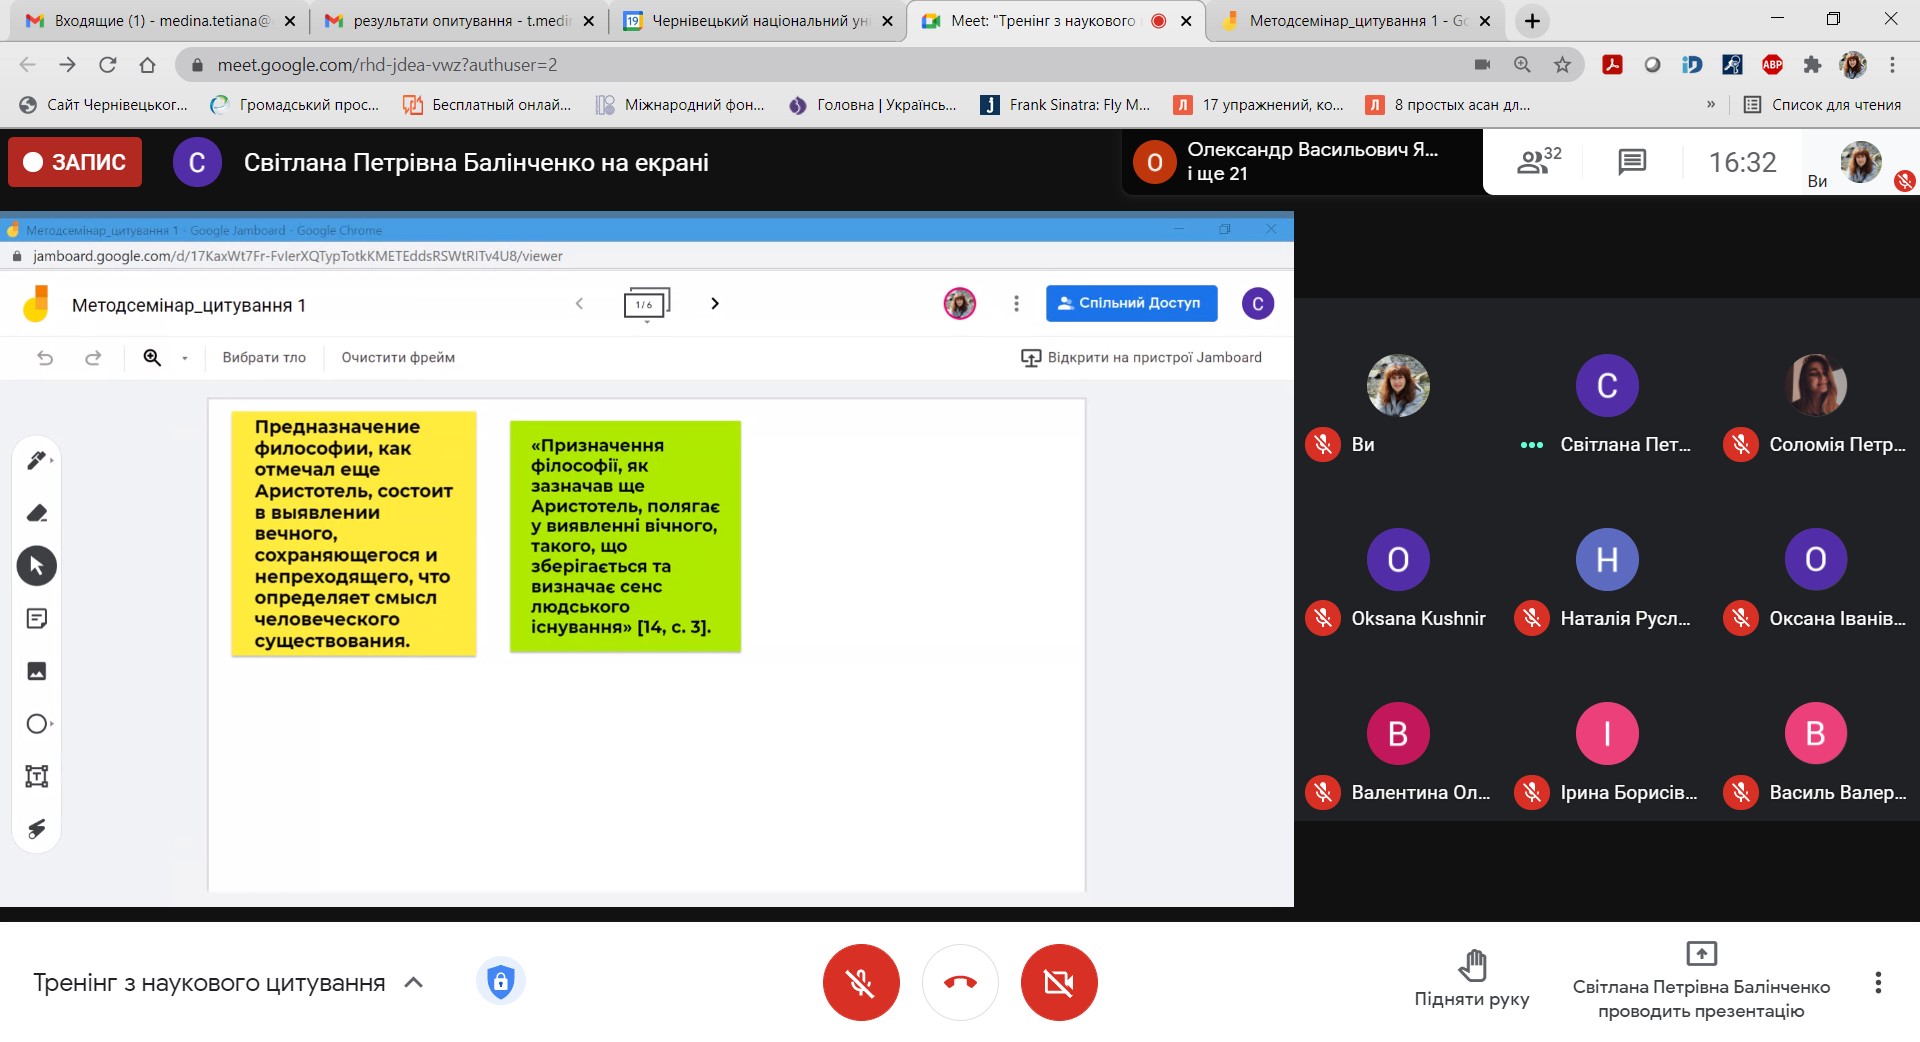 Входящие (1) - medina.tetiana@
результати опитування - t.medi
Чернівецький національний уні
Meet: "Тренінг з наукового
Методсемінар_цитування 1 - Go
meet.google.com/rhd-jdea-vwz?authuser=2
ABP
Сайт Чернівецьког...
Громадський прос...
Бесплатный онлай...
Міжнародний фон...
Головна | Українсь...
Frank Sinatra: Fly M...
17 упражнений, ко...
8 простых асан дл...
»
Список для чтения
ЗАПИС
С
Світлана Петрівна Балінченко на екрані
О
Олександр Васильович Я...
і ще 21
32
16:32
Ви
Методсемінар_цитування 1 - Google Jamboard - Google Chrome
jamboard.google.com/d/17KaxWt7Fr-FvIerXQTypTotkKMETEddsRSWtRITv4U8/viewer
Методсемінар_цитування 1
1/6
Спільний Доступ
С
Вибрати тло
Очистити фрейм
Відкрити на пристрої Jamboard
Предназначение
философии, как
отмечал еще
Аристотель, состоит
в выявлении
вечного,
сохраняющегося и
непреходящего, что
определяет смысл
человеческого
существования.
«Призначення
філософії, як
зазначав ще
Аристотель, полягає
у виявленні вічного,
такого, що
зберігається та
визначає сенс
людського
існування» [14, с. 3].
С
Ви
Світлана Пет...
Соломія Петр...
O
Н
О
Oksana Kushnir
Наталія Русл...
Оксана Іванів...
В
І
В
Валентина Ол...
Ірина Борисів...
Василь Валер...
Тренінг з наукового цитування
Підняти руку
Світлана Петрівна Балінченко
проводить презентацію